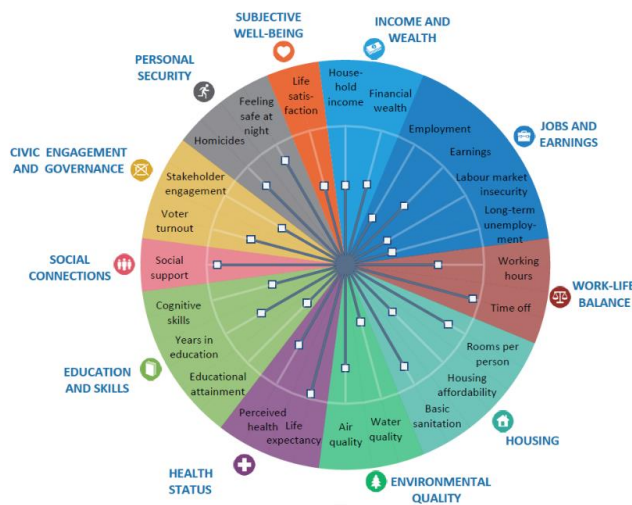 SUBJECTIVE
WELL-BEING
INCOME AND
WEALTH
PERSONAL
SECURITY
JOBS AND
EARNINGS
CIVIC ENGAGEMENT
AND GOVERNANCE
SOCIAL
CONNECTIONS
WORK-LIFE
BALANCE
EDUCATION
AND SKILLS
HOUSING
HEALTH
STATUS
ENVIRONMENTAL
QUALITY
Life
satis-
faction
House-
hold
income
Financial
wealth
Employment
Earnings
Labour market
insecurity
Long-term
unemploy-
ment
Working
hours
Time off
Rooms per
person
Housing
affordability
Basic
sanitation
Water
quality
Air
quality
Life
expectancy
Perceived
health
Educational
attainment
Years in
education
Cognitive
skills
Social
support
Voter
turnout
Stakeholder
engagement
Homicides
Feeling
safe at
night